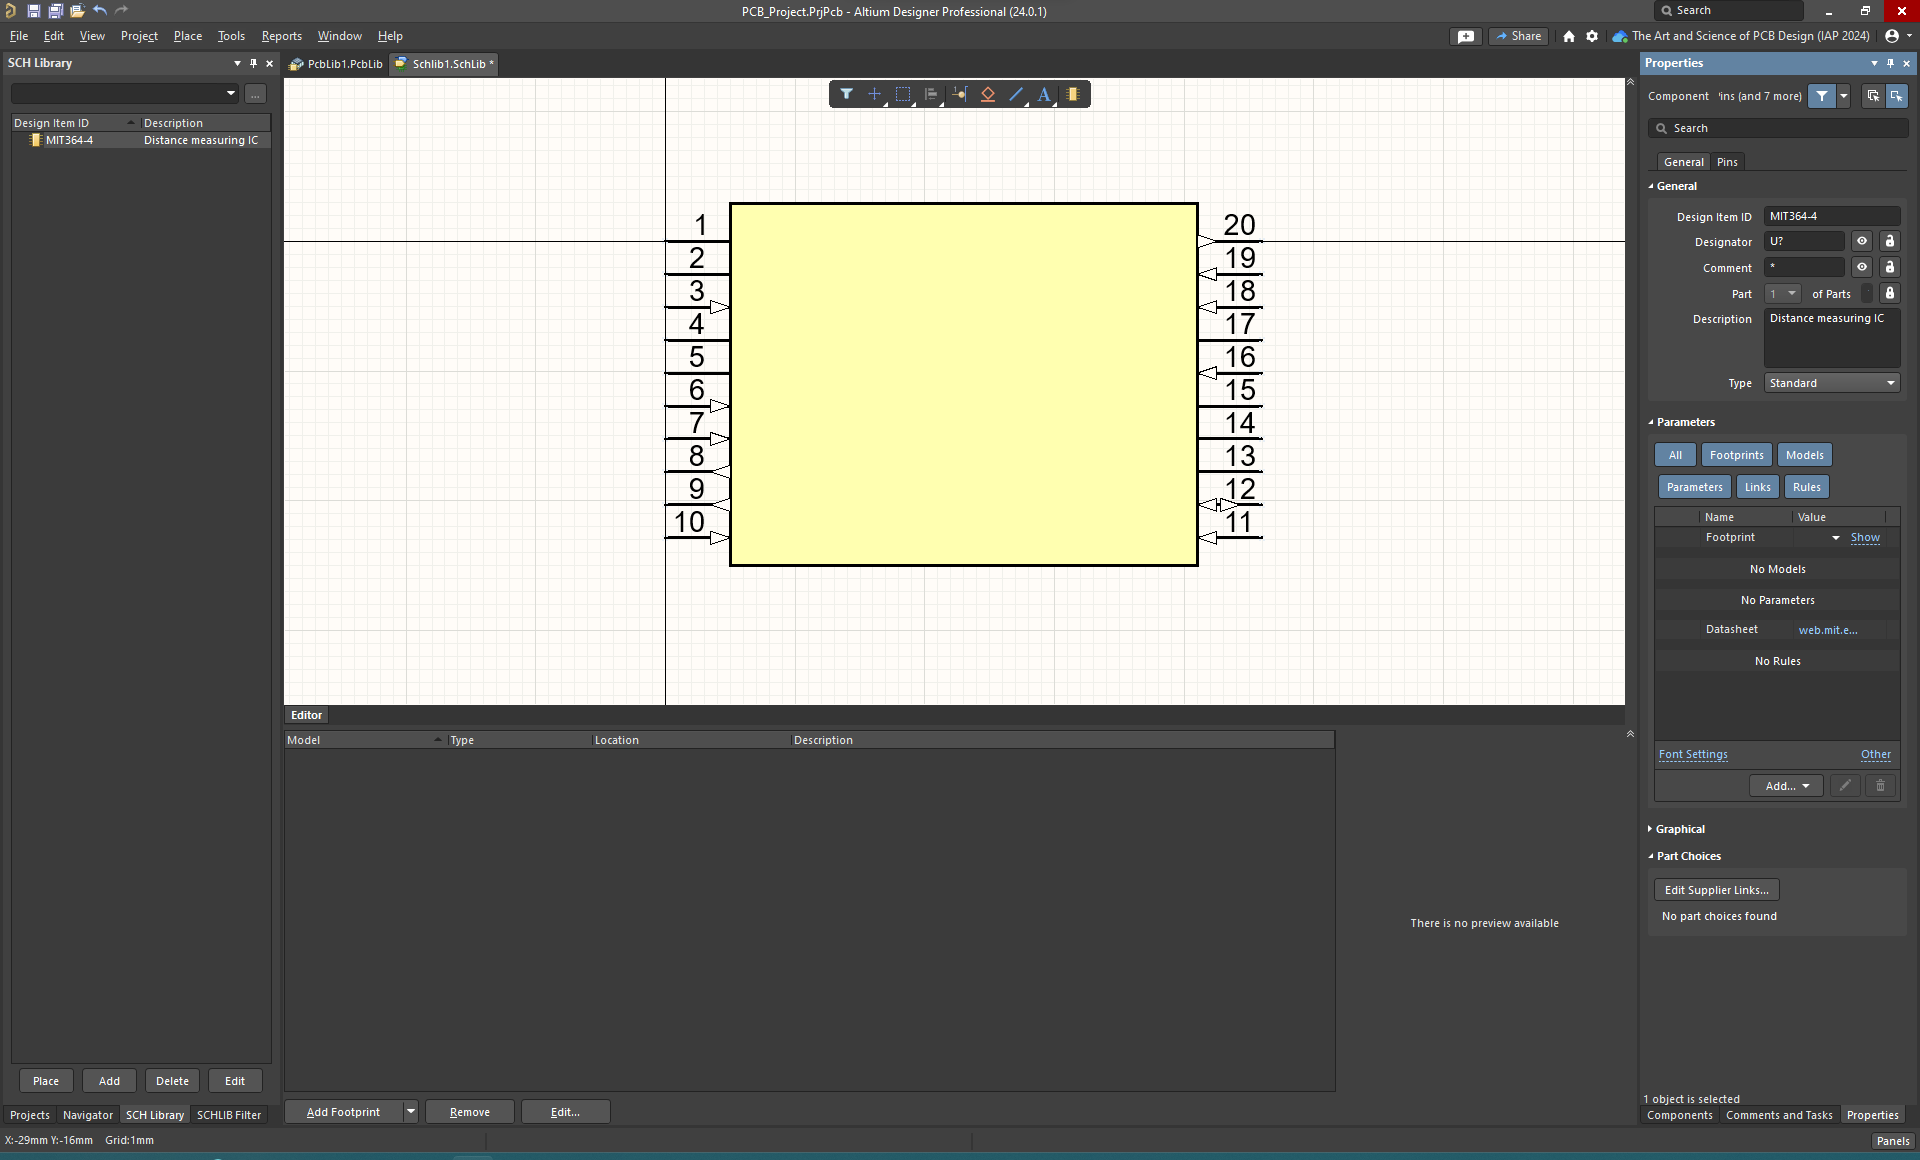 PCB_Project.PrjPcb - Altium Designer Professional (24.0.1)
Search
File Edit View Project Place Tools Reports Window Help
Share
The Art and Science of PCB Design (IAP 2024)
SCH Library
PcbLib1.PcbLib
Schlib1.SchLib *
Properties
...
Component
'ins (and 7 more)
Search
Design Item ID
Description
MIT364-4
Distance measuring IC
A
General
Pins
General
Design Item ID
MIT364-4
Designator
U?
Comment
*
Part
1
of Parts
Description
Distance measuring IC
Type
Standard
1
2
3
4
5
6
7
8
9
10
20
19
18
17
16
15
14
13
12
11
Parameters
All
Footprints
Models
Parameters
Links
Rules
Name
Value
Footprint
Show
No Models
No Parameters
Datasheet
web.mit.e...
No Rules
Font Settings
Other
Add...
Graphical
Part Choices
Edit Supplier Links...
No part choices found
Editor
Model
Type
Location
Description
There is no preview available
Place
Add
Delete
Edit
Add Footprint
Remove
Edit...
1 object is selected
Projects
Navigator
SCH Library
SCHLIB Filter
Components
Comments and Tasks
Properties
X:-29mm Y:-16mm
Grid:1mm
Panels